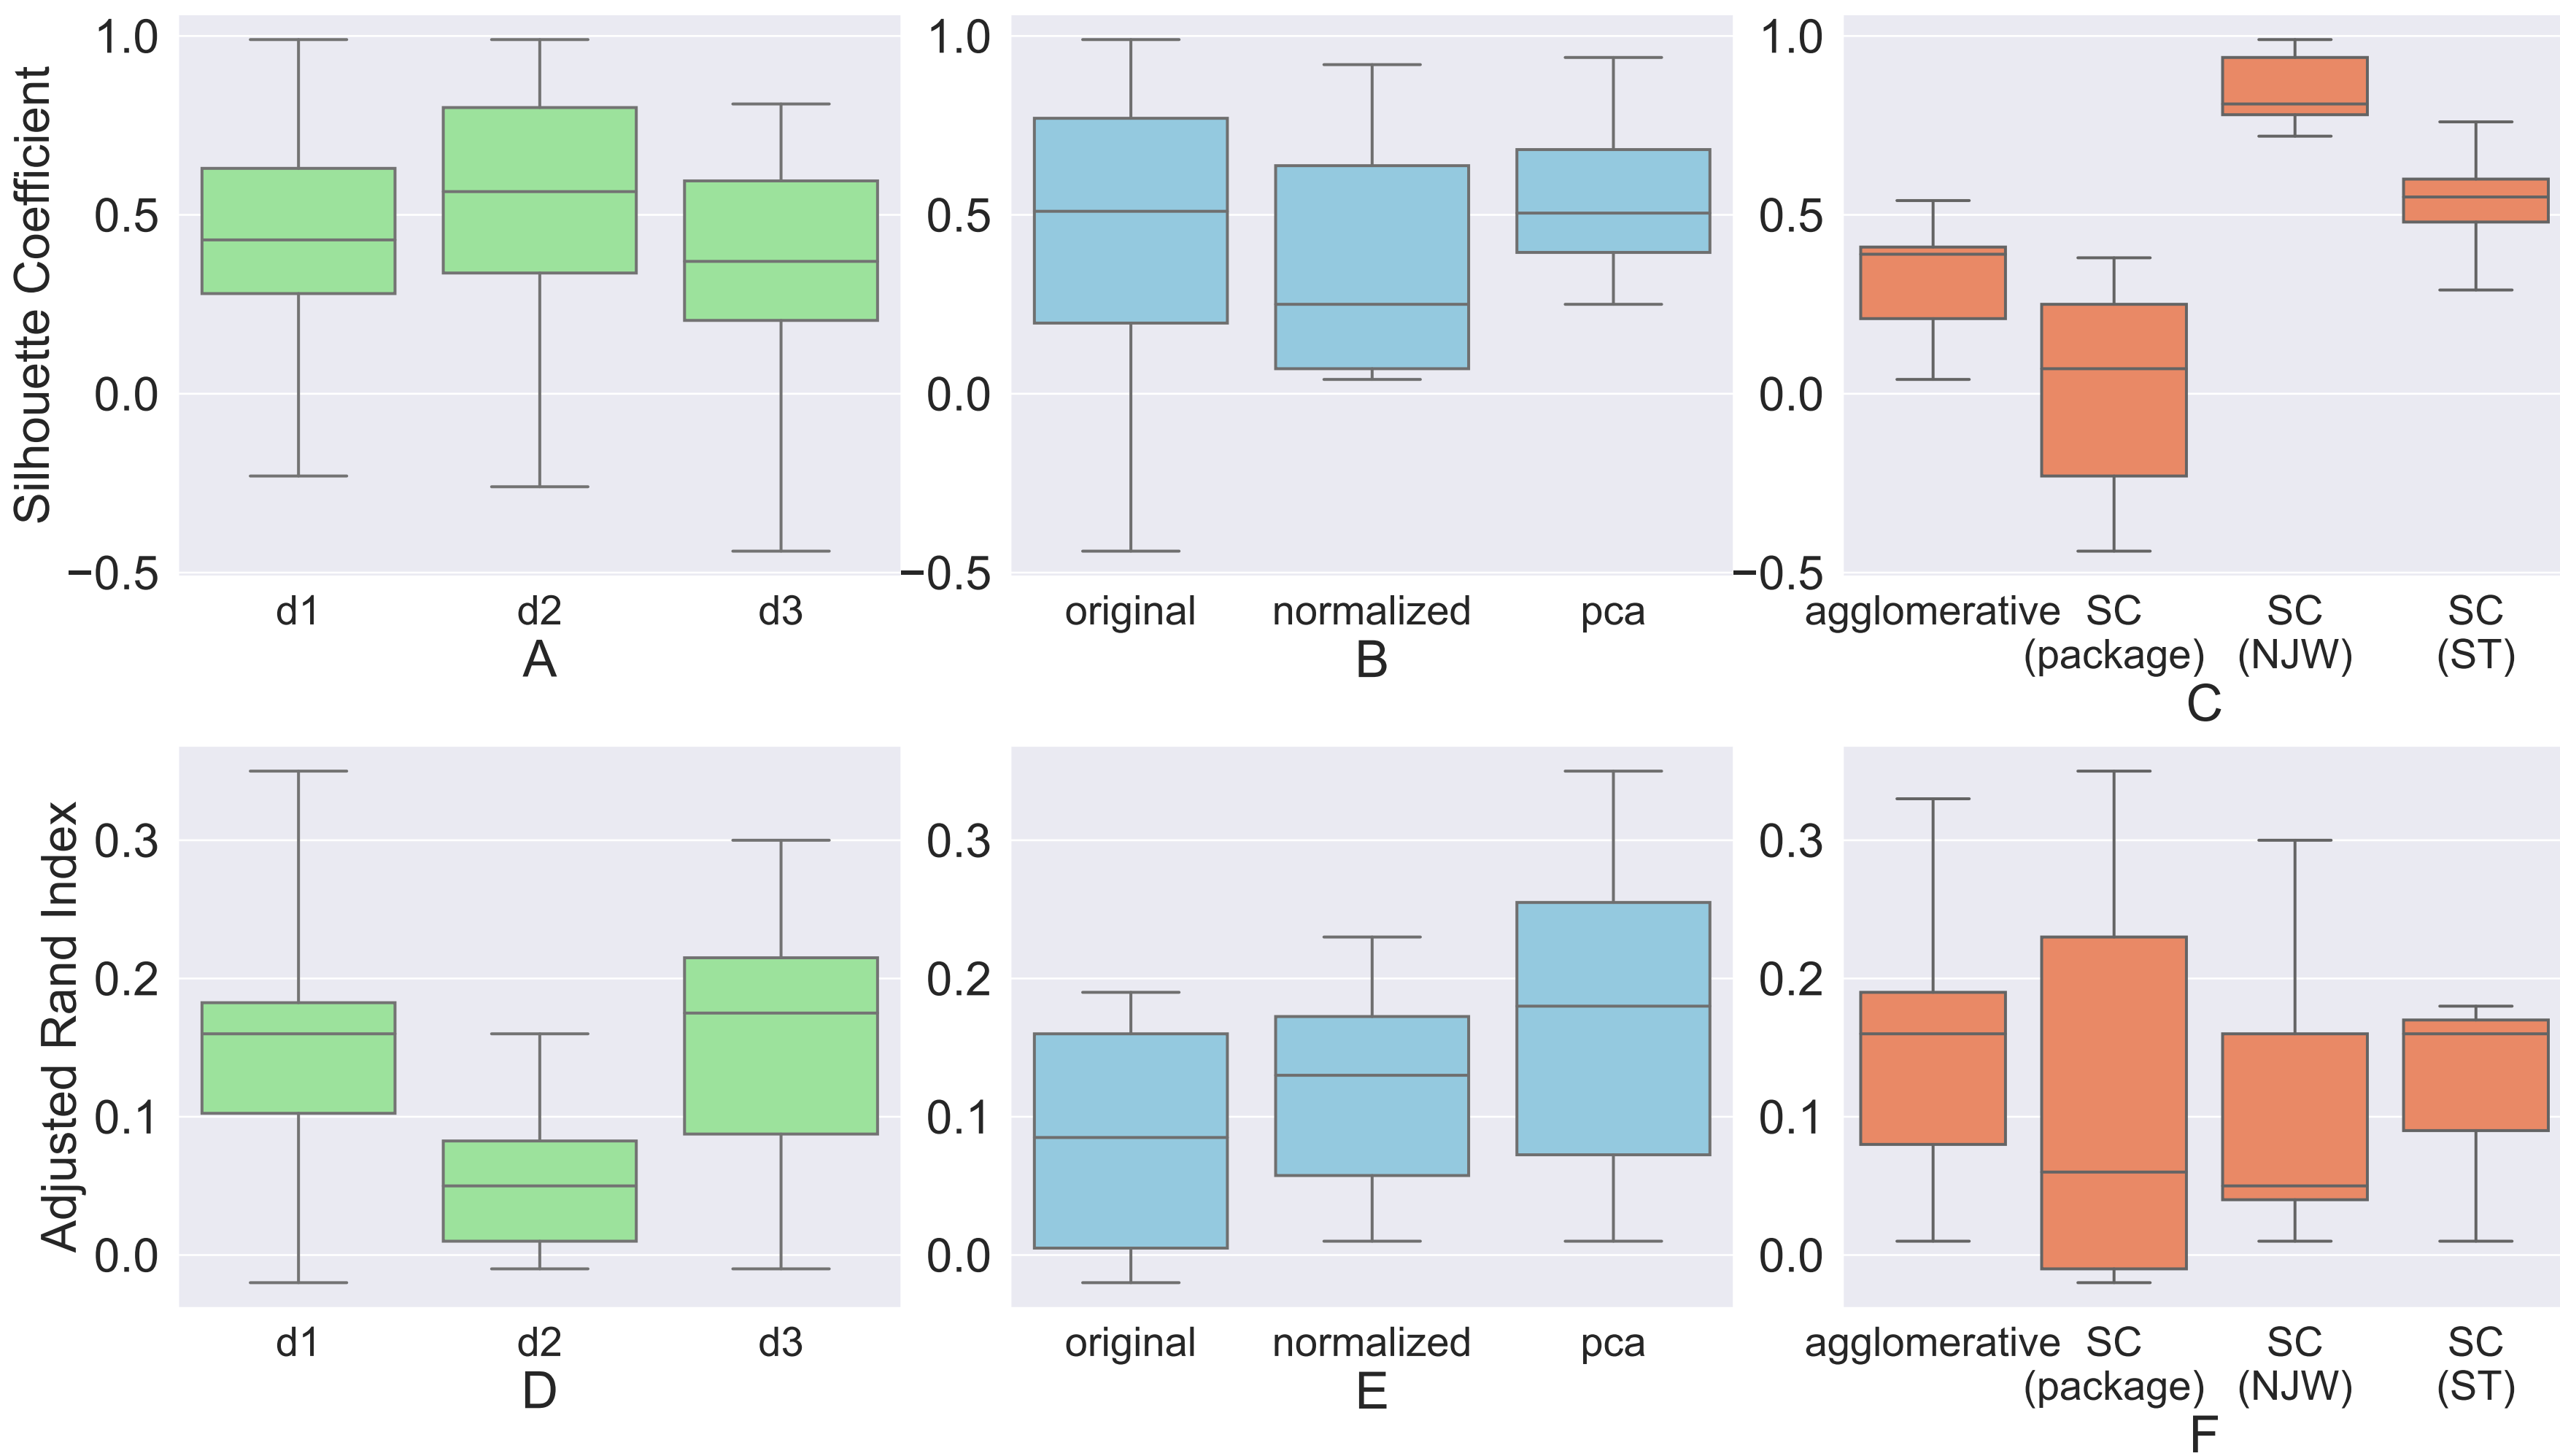 Silhouette Coefficient
1.0
0.5
0.0
−0.5
d1 d2 d3
A
1.0
0.5
0.0
−0.5
original normalized pca
B
1.0
0.5
0.0
−0.5
agglomerative SC SC SC
(package) (NJW) (ST)
C
Adjusted Rand Index
0.3
0.2
0.1
0.0
d1 d2 d3
D
0.3
0.2
0.1
0.0
original normalized pca
E
0.3
0.2
0.1
0.0
agglomerative SC SC SC
(package) (NJW) (ST)
F